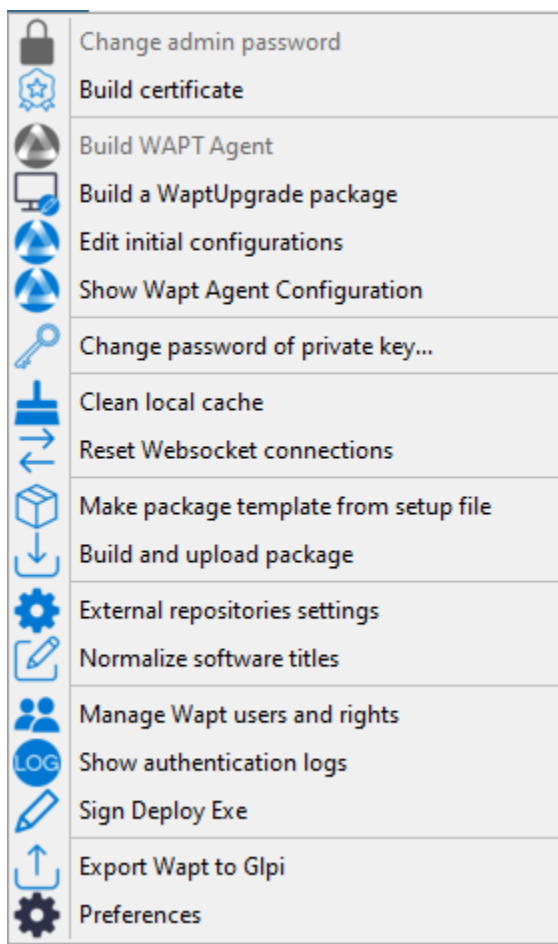 Change admin password
Build certificate
Build WAPT Agent
Build a WaptUpgrade package
Edit initial configurations
Show Wapt Agent Configuration
Change password of private key...
Clean local cache
Reset Websocket connections
Make package template from setup file
Build and upload package
External repositories settings
Normalize software titles
Manage Wapt users and rights
LOG
Show authentication logs
Sign Deploy Exe
Export Wapt to Glpi
Preferences